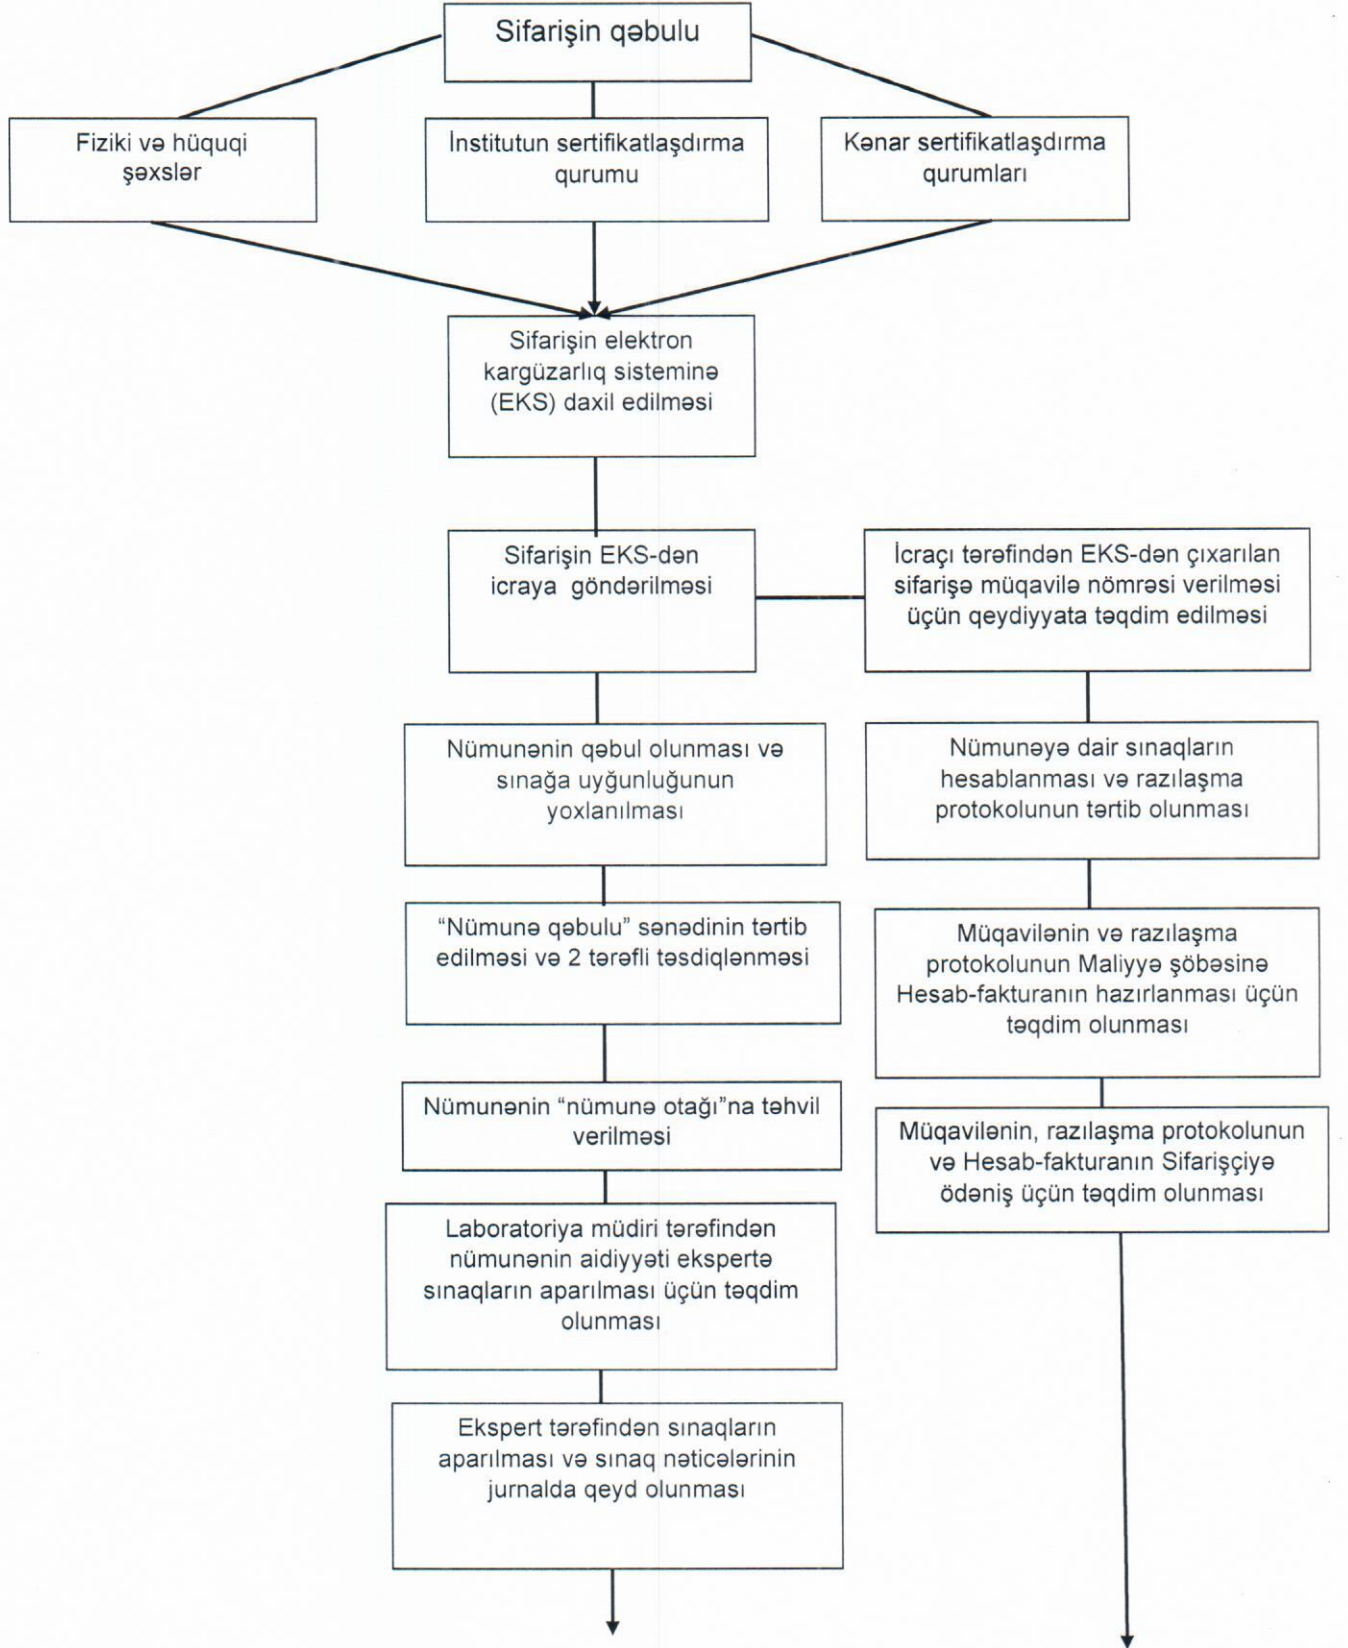 Sifarişin qəbulu
Fiziki və hüquqi
şəxslər
İnstitutun sertifikatlaşdırma
qurumu
Kənar sertifikatlaşdırma
qurumları
Sifarişin elektron
kargüzarlıq sisteminə
(EKS) daxil edilməsi
Sifarişin EKS-dən
icraya göndərilməsi
İcraçı tərəfindən EKS-dən çıxarılan
sifarişə müqavilə nömrəsi verilməsi
üçün qeydiyyata təqdim edilməsi
Nümunənin qəbul olunması və
sınağa uyğunluğunun
yoxlanılması
Nümunəyə dair sınaqların
hesablanması və razılaşma
protokolunun tərtib olunması
“Nümunə qəbulu” sənədinin tərtib
edilməsi və 2 tərəfli təsdiqlənməsi
Müqavilənin və razılaşma
protokolunun Maliyyə şöbəsinə
Hesab-fakturanın hazırlanması üçün
təqdim olunması
Nümunənin “nümunə otağı”na təhvil
verilməsi
Müqavilənin, razılaşma protokolunun
və Hesab-fakturanın Sifarişçiyə
ödəniş üçün təqdim olunması
Laboratoriya müdiri tərəfindən
nümunənin aidiyyəti ekspertə
sınaqların aparılması üçün təqdim
olunması
Ekspert tərəfindən sınaqların
aparılması və sınaq nəticələrinin
jurnalda qeyd olunması